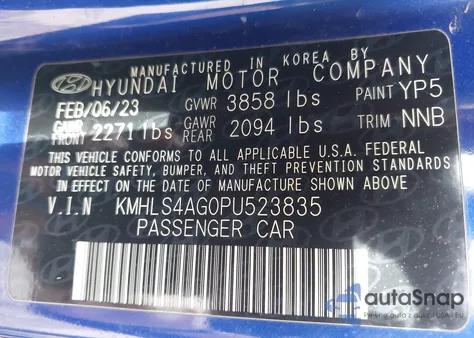 MANUFACTURED IN KOREA BY
HYUNDAI MOTOR COMPANY
FEB/06/23 GVWR 3858 lbs PAINT YP5
GAWR FRONT 2271 lbs GAWR REAR 2094 lbs TRIM NNB
THIS VEHICLE CONFORMS TO ALL APPLICABLE U.S.A. FEDERAL
MOTOR VEHICLE SAFETY, BUMPER, AND THEFT PREVENTION STANDARDS
IN EFFECT ON THE DATE OF MANUFACTURE SHOWN ABOVE
V.I.N KMHLS4AG0PU523835
PASSENGER CAR
autoSnap